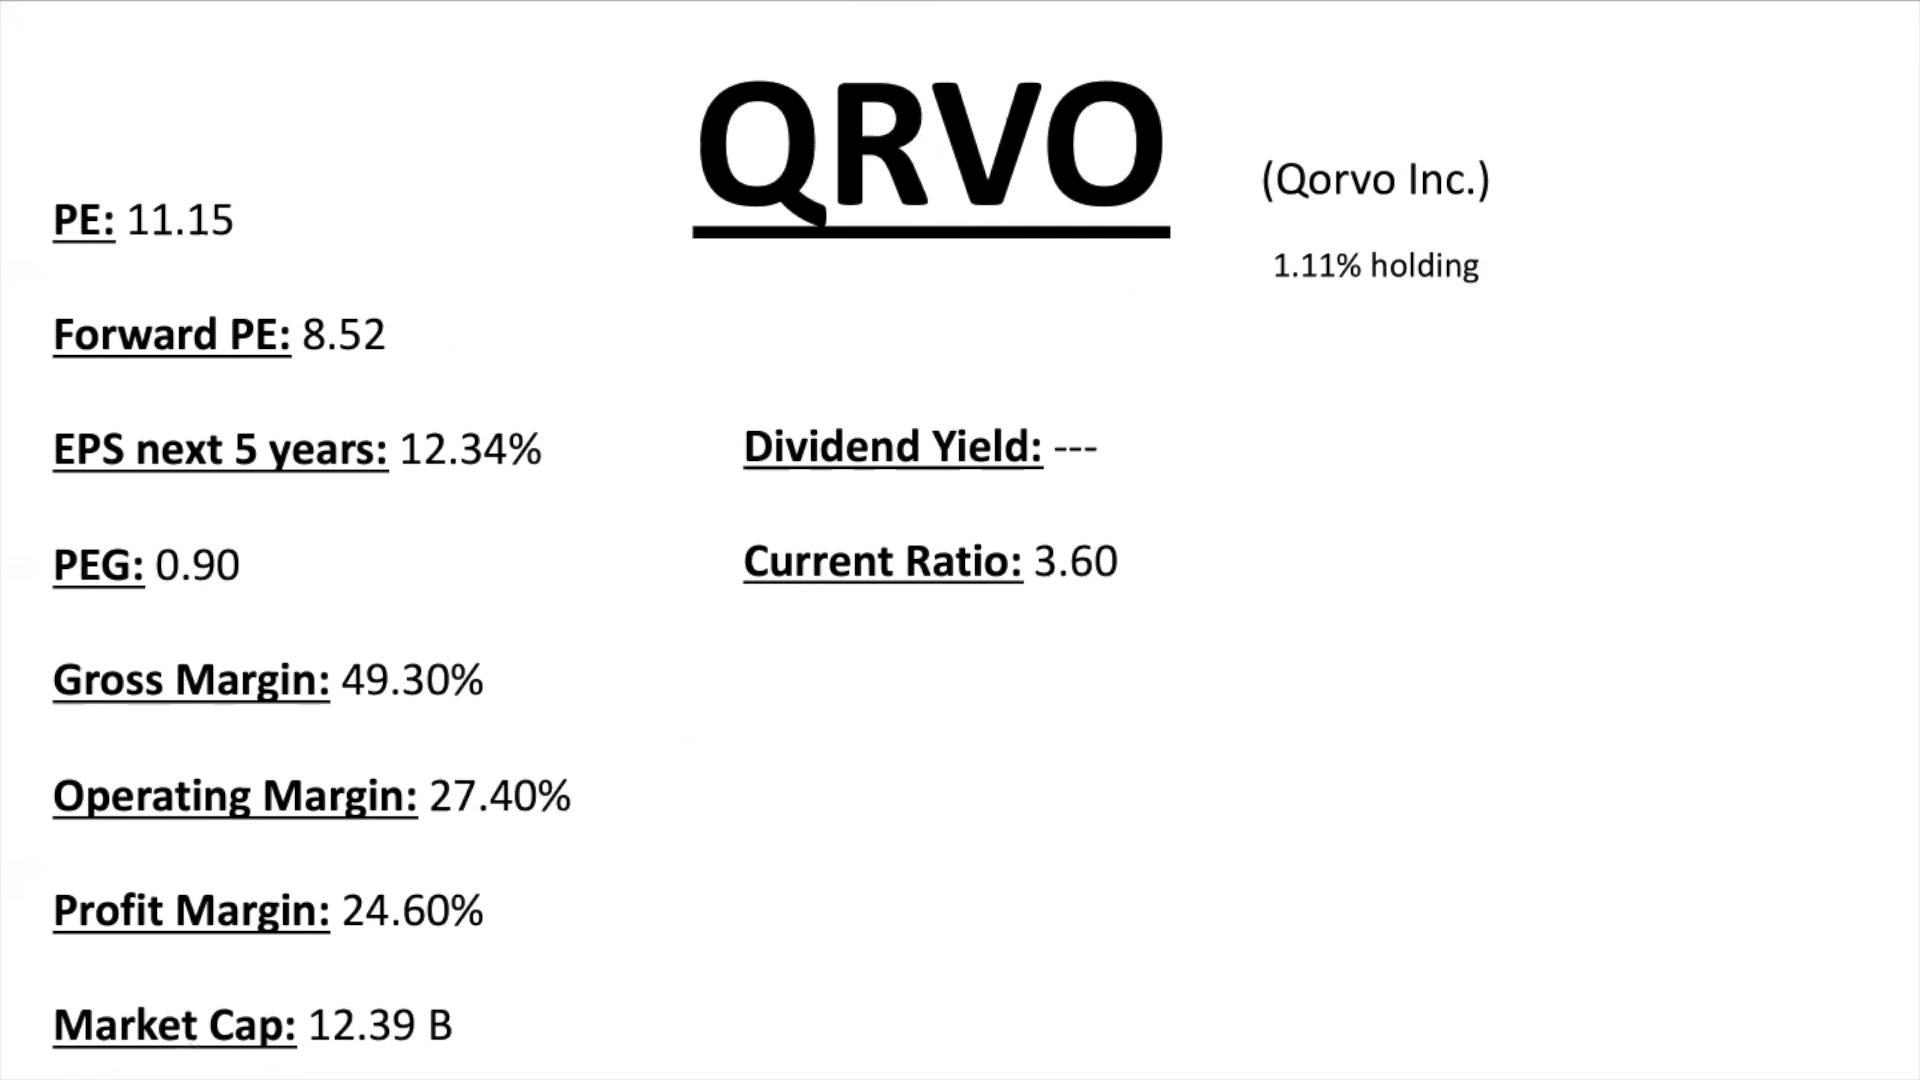 QRVO
(Qorvo Inc.)
1.11% holding
PE: 11.15
Forward PE: 8.52
EPS next 5 years: 12.34%
PEG: 0.90
Gross Margin: 49.30%
Operating Margin: 27.40%
Profit Margin: 24.60%
Market Cap: 12.39 B
Dividend Yield: ---
Current Ratio: 3.60